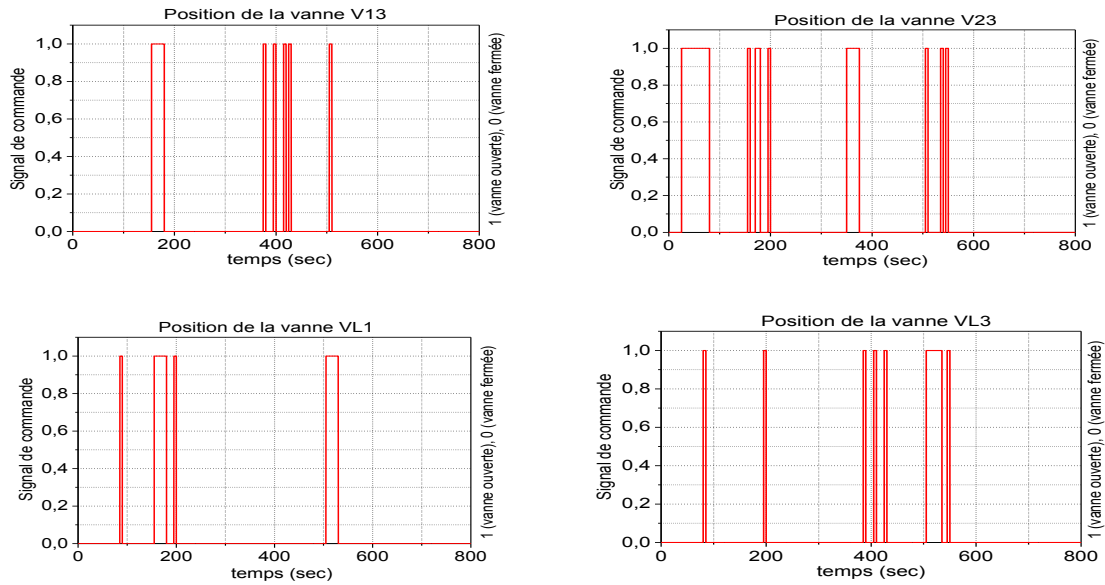 Position de la vanne V13
Signal de commande
1,0
0,8
0,6
0,4
0,2
0,0
0 200 400 600 800
temps (sec)
1 (vanne ouverte), 0 (vanne fermée)
Position de la vanne V23
Signal de commande
1,0
0,8
0,6
0,4
0,2
0,0
0 200 400 600 800
temps (sec)
1 (vanne ouverte), 0 (vanne fermée)
Position de la vanne VL1
Signal de commande
1,0
0,8
0,6
0,4
0,2
0,0
0 200 400 600 800
temps (sec)
1 (vanne ouverte), 0 (vanne fermée)
Position de la vanne VL3
Signal de commande
1,0
0,8
0,6
0,4
0,2
0,0
0 200 400 600 800
temps (sec)
1 (vanne ouverte), 0 (vanne fermée)